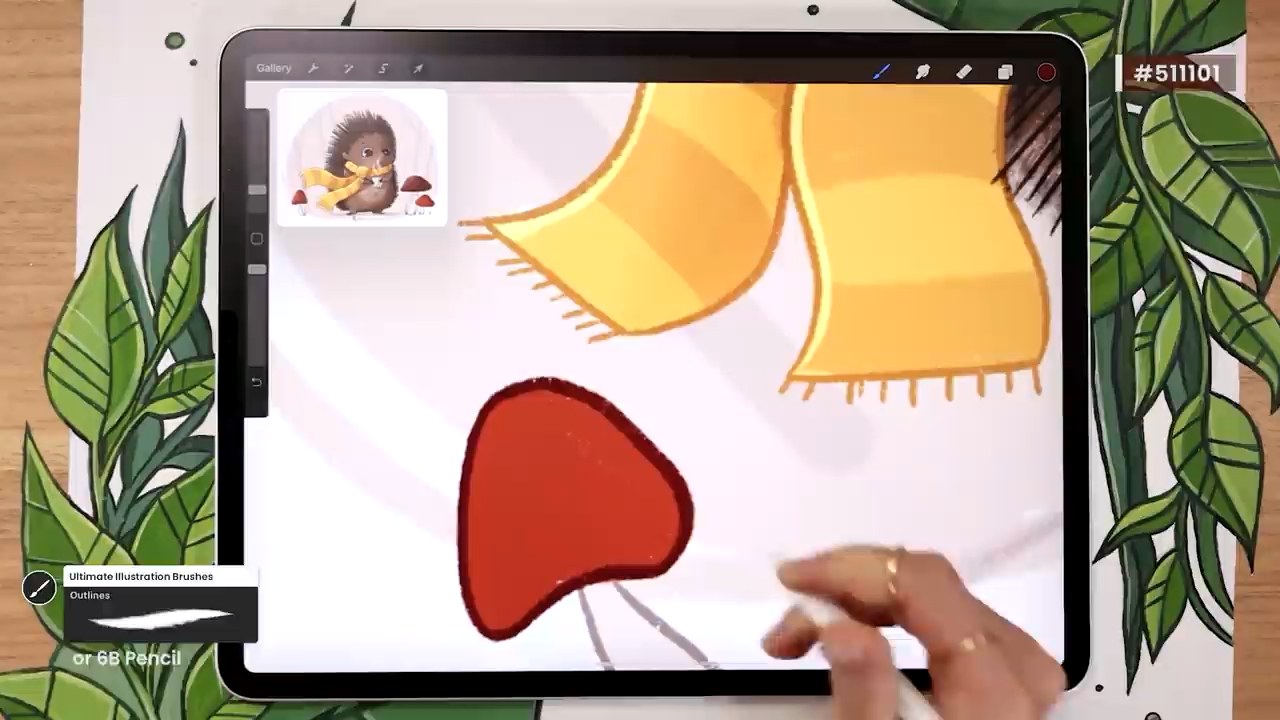 Gallery
#511101
Ultimate Illustration Brushes
Outlines
or 6B Pencil